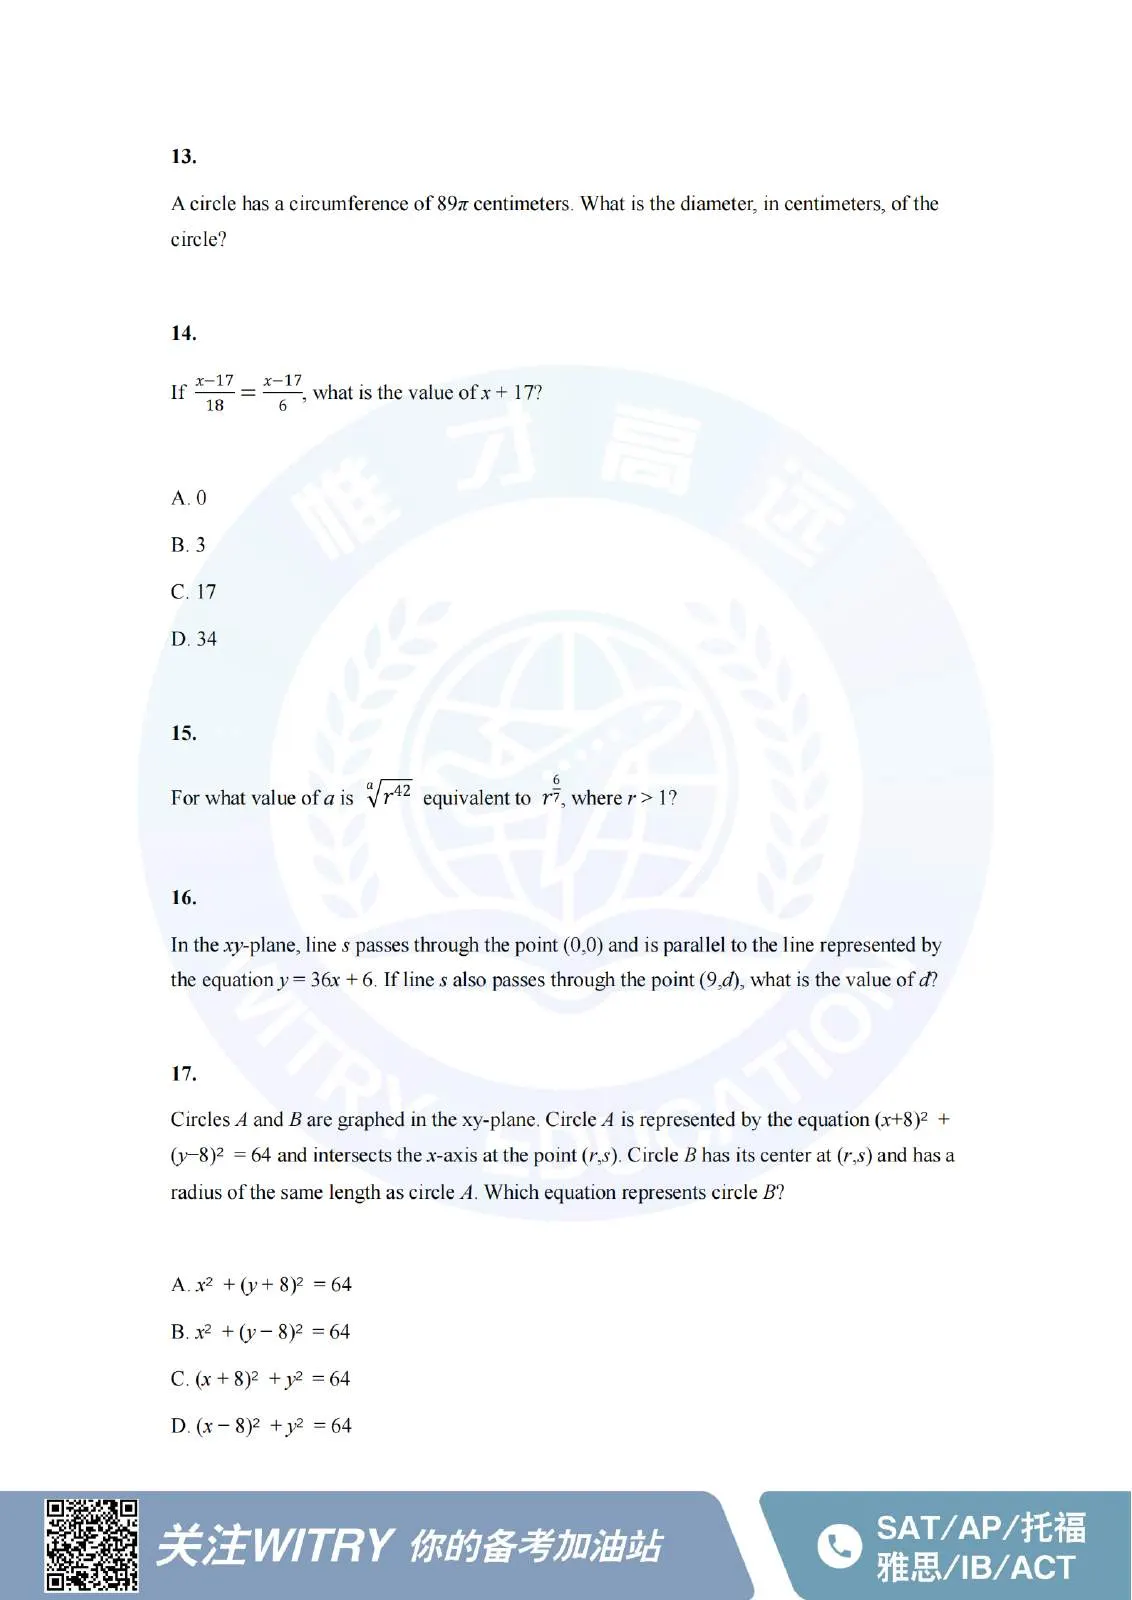 13.
A circle has a circumference of 89π centimeters. What is the diameter, in centimeters, of the
circle?
14.
If (x−17)/18 = (x−17)/6, what is the value of x + 17?
A. 0
B. 3
C. 17
D. 34
15.
For what value of a is ᵃ√r⁴² equivalent to r^(6/7), where r > 1?
16.
In the xy-plane, line s passes through the point (0,0) and is parallel to the line represented by
the equation y = 36x + 6. If line s also passes through the point (9,d), what is the value of d?
17.
Circles A and B are graphed in the xy-plane. Circle A is represented by the equation (x+8)² +
(y−8)² = 64 and intersects the x-axis at the point (r,s). Circle B has its center at (r,s) and has a
radius of the same length as circle A. Which equation represents circle B?
A. x² + (y + 8)² = 64
B. x² + (y − 8)² = 64
C. (x + 8)² + y² = 64
D. (x − 8)² + y² = 64
惟才高远
WITRY EDUCATION
关注WITRY 你的备考加油站
SAT/AP/托福
雅思/IB/ACT